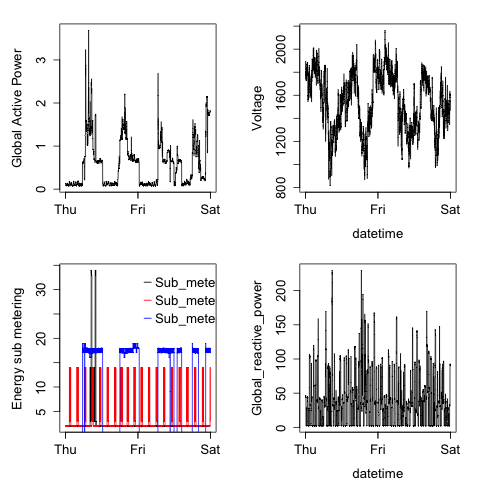 Global Active Power
0 1 2 3
Thu Fri Sat
Voltage
800 1200 1600 2000
Thu Fri Sat
datetime
Energy sub metering
5 10 20 30
Sub_mete
Sub_mete
Sub_mete
Thu Fri Sat
Global_reactive_power
0 50 100 150 200
Thu Fri Sat
datetime